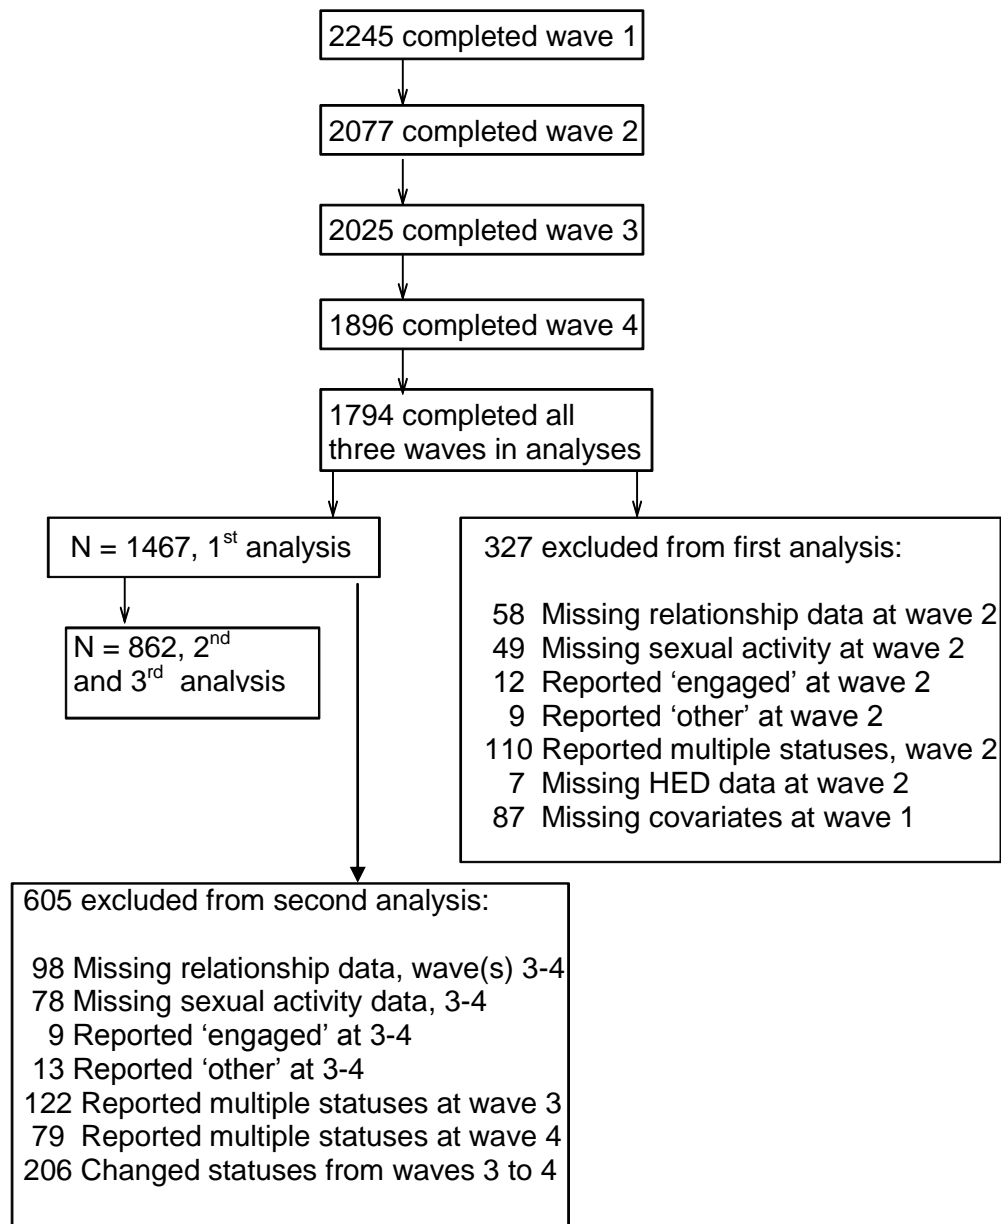 2245 completed wave 1
2077 completed wave 2
2025 completed wave 3
1896 completed wave 4
1794 completed all
three waves in analyses
N = 1467, 1st analysis
N = 862, 2nd
and 3rd analysis
327 excluded from first analysis:
58 Missing relationship data at wave 2
49 Missing sexual activity at wave 2
12 Reported ‘engaged’ at wave 2
9 Reported ‘other’ at wave 2
110 Reported multiple statuses, wave 2
7 Missing HED data at wave 2
87 Missing covariates at wave 1
605 excluded from second analysis:
98 Missing relationship data, wave(s) 3-4
78 Missing sexual activity data, 3-4
9 Reported ‘engaged’ at 3-4
13 Reported ‘other’ at 3-4
122 Reported multiple statuses at wave 3
79 Reported multiple statuses at wave 4
206 Changed statuses from waves 3 to 4